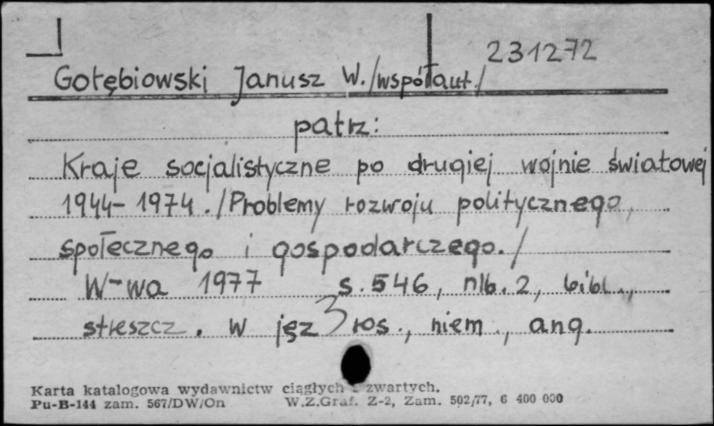 231272
Gołębiowski Janusz W. /współaut./
patrz:
Kraje socjalistyczne po drugiej wojnie światowej
1944-1974. /Problemy rozwoju politycznego,
społecznego i gospodarczego./
W-wa 1977 s. 546, nlb. 2, bibl.,
streszcz. w jęz ros., niem., ang.
3
Karta katalogowa wydawnictw ciągłych i zwartych.
Pu-B-144 zam. 567/DW/On W.Z.Graf. Z-2, Zam. 502/77, 6 400 000